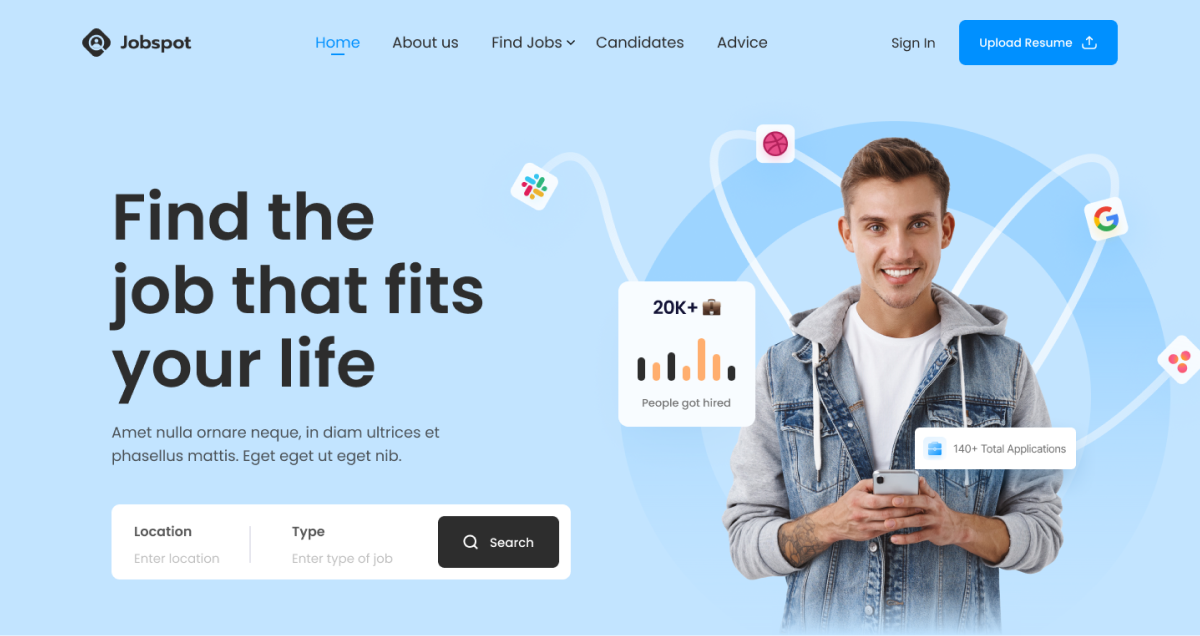 Jobspot
Home
About us
Find Jobs
Candidates
Advice
Sign In
Upload Resume
Find the
job that fits
your life
Amet nulla ornare neque, in diam ultrices et
phasellus mattis. Eget eget ut eget nib.
Location
Enter location
Type
Enter type of job
Search
20K+
People got hired
140+ Total Applications